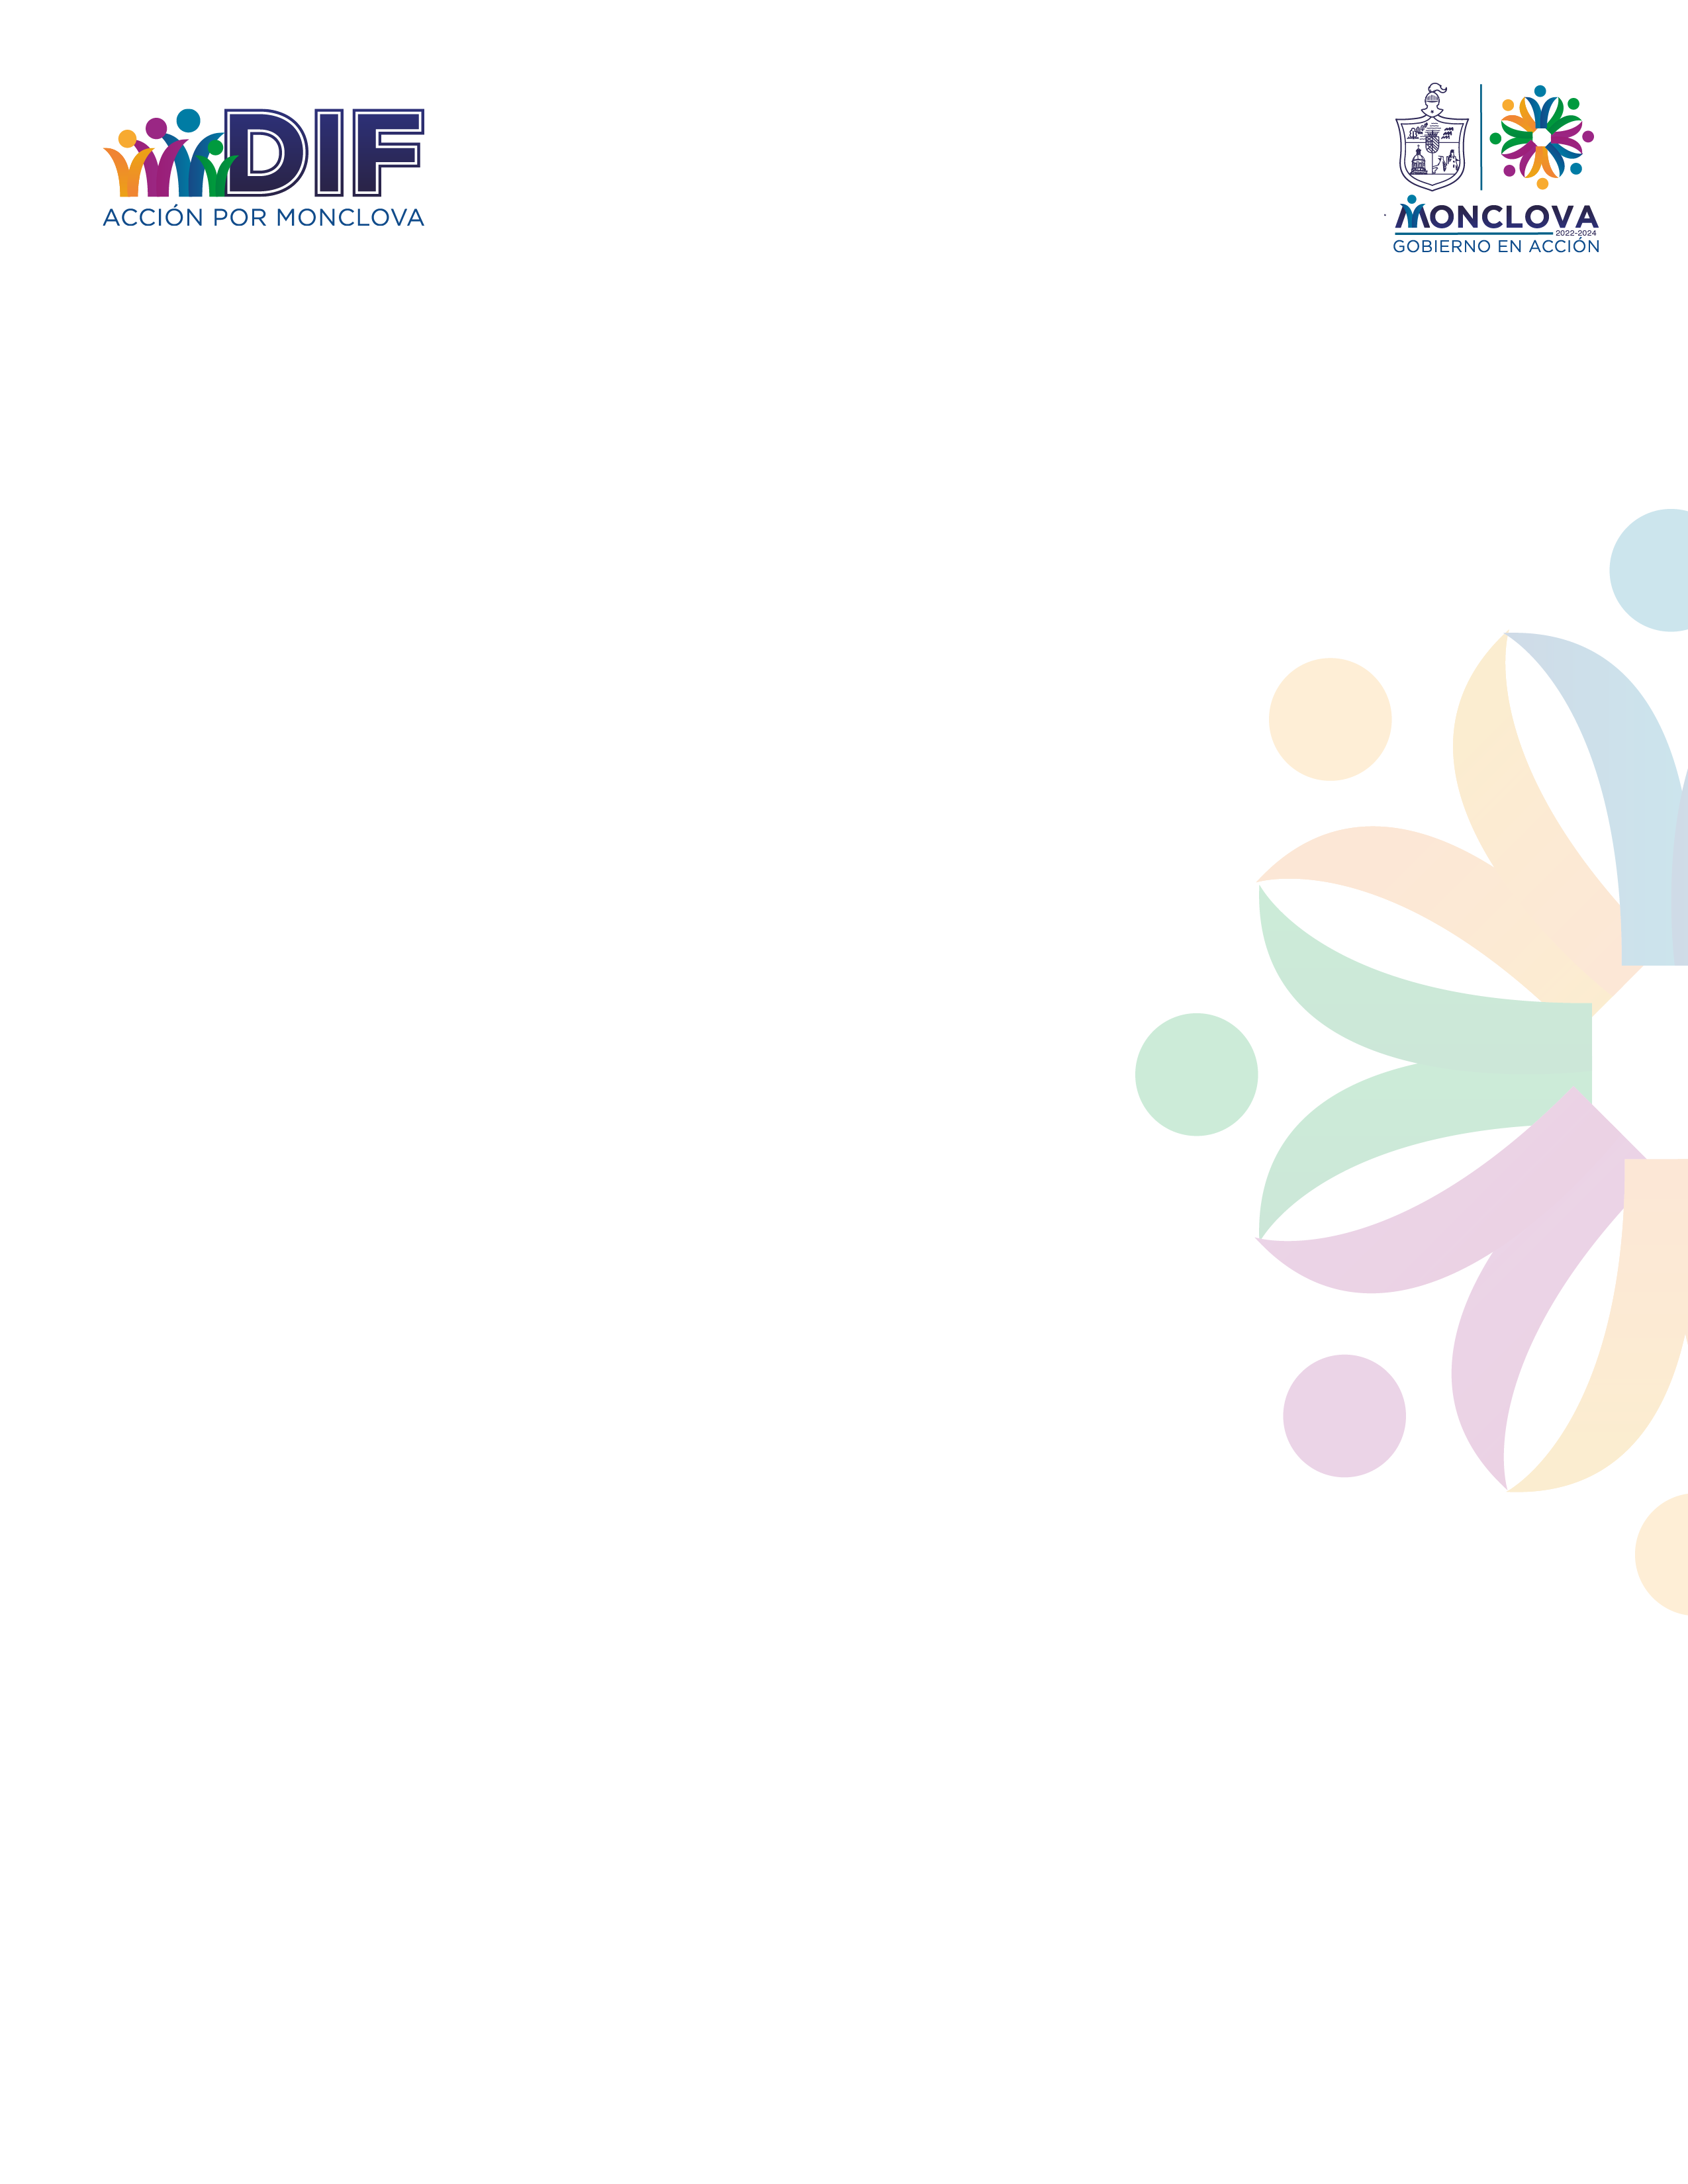 DIF
ACCIÓN POR MONCLOVA
MONCLOVA
2022-2024
GOBIERNO EN ACCIÓN